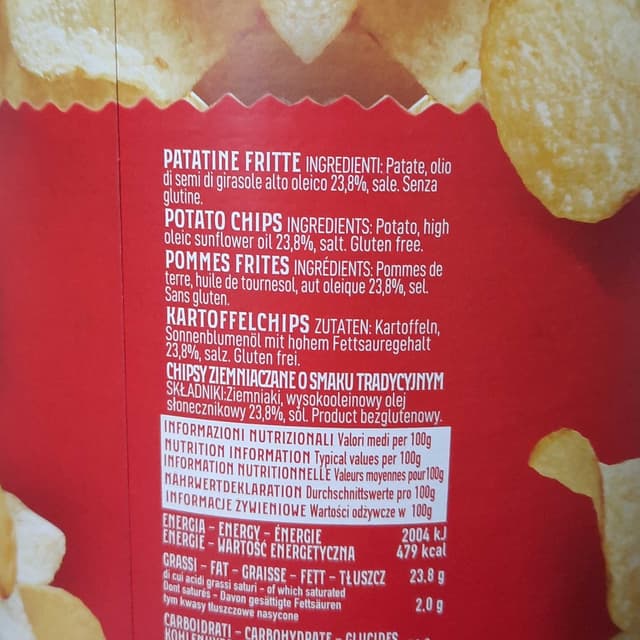 PATATINE FRITTE INGREDIENTI: Patate, olio
di semi di girasole alto oleico 23,8%, sale. Senza
glutine.
POTATO CHIPS INGREDIENTS: Potato, high
oleic sunflower oil 23,8%, salt. Gluten free.
POMMES FRITES INGRÉDIENTS: Pommes de
terre, huile de tournesol, aut oleique 23,8%, sel.
Sans gluten.
KARTOFFELCHIPS ZUTATEN: Kartoffeln,
Sonnenblumenöl mit hohem Fettsauregehalt
23,8%, salz. Gluten frei.
CHIPSY ZIEMNIACZANE O SMAKU TRADYCYJNYM
SKŁADNIKI:Ziemniaki, wysokooleinowy olej
słonecznikowy 23,8%, sól. Product bezglutenowy.
INFORMAZIONI NUTRIZIONALI Valori medi per 100g
NUTRITION INFORMATION Typical values per 100g
INFORMATION NUTRITIONNELLE Valeurs moyennes pour100g
NAHRWERTDEKLARATION Durchschnittswerte pro 100g
INFORMACJE ZYWIENIOWE Wartości odżywcze w 100g
ENERGIA - ENERGY - ÉNERGIE 2004 kJ
ENERGIE - WARTOŚĆ ENERGETYCZNA 479 kcal
GRASSI - FAT - GRAISSE - FETT - TŁUSZCZ 23,8 g
di cui acidi grassi saturi - of which saturated
Dont saturés - Davon gesättigte Fettsäuren 2,0 g
tym kwasy tłuszczowe nasycone
CARBOIDRATI - CARBOHYDRATE - GLUCIDES